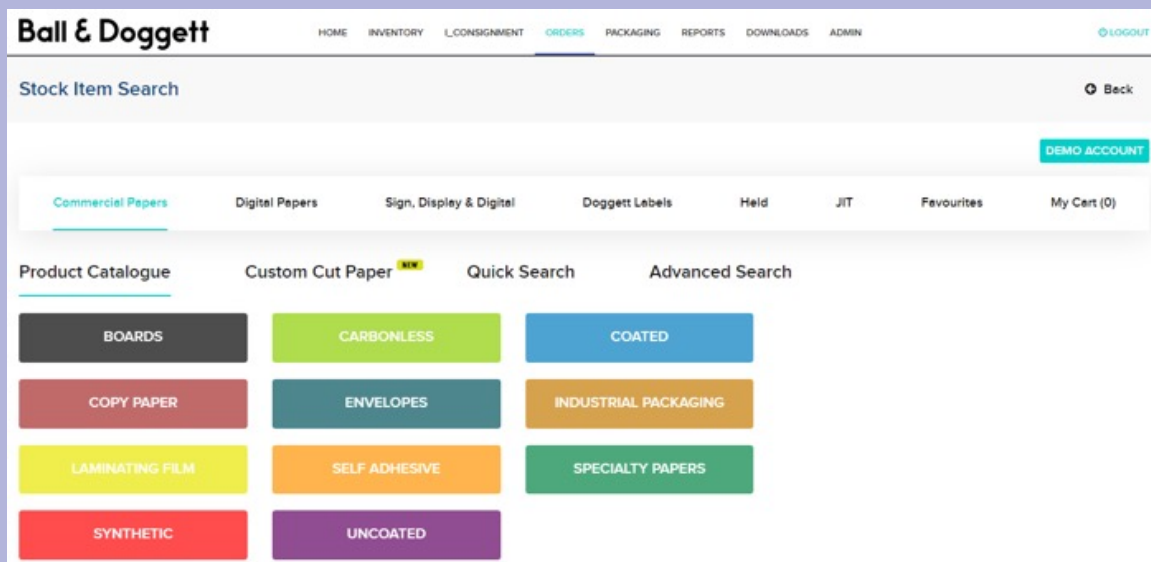 Ball & Doggett
HOME INVENTORY I_CONSIGNMENT ORDERS PACKAGING REPORTS DOWNLOADS ADMIN LOGOUT
Stock Item Search Back
DEMO ACCOUNT
Commercial Papers Digital Papers Sign, Display & Digital Doggett Labels Held JIT Favourites My Cart (0)
Product Catalogue Custom Cut Paper NEW Quick Search Advanced Search
BOARDS CARBONLESS COATED
COPY PAPER ENVELOPES INDUSTRIAL PACKAGING
LAMINATING FILM SELF ADHESIVE SPECIALTY PAPERS
SYNTHETIC UNCOATED